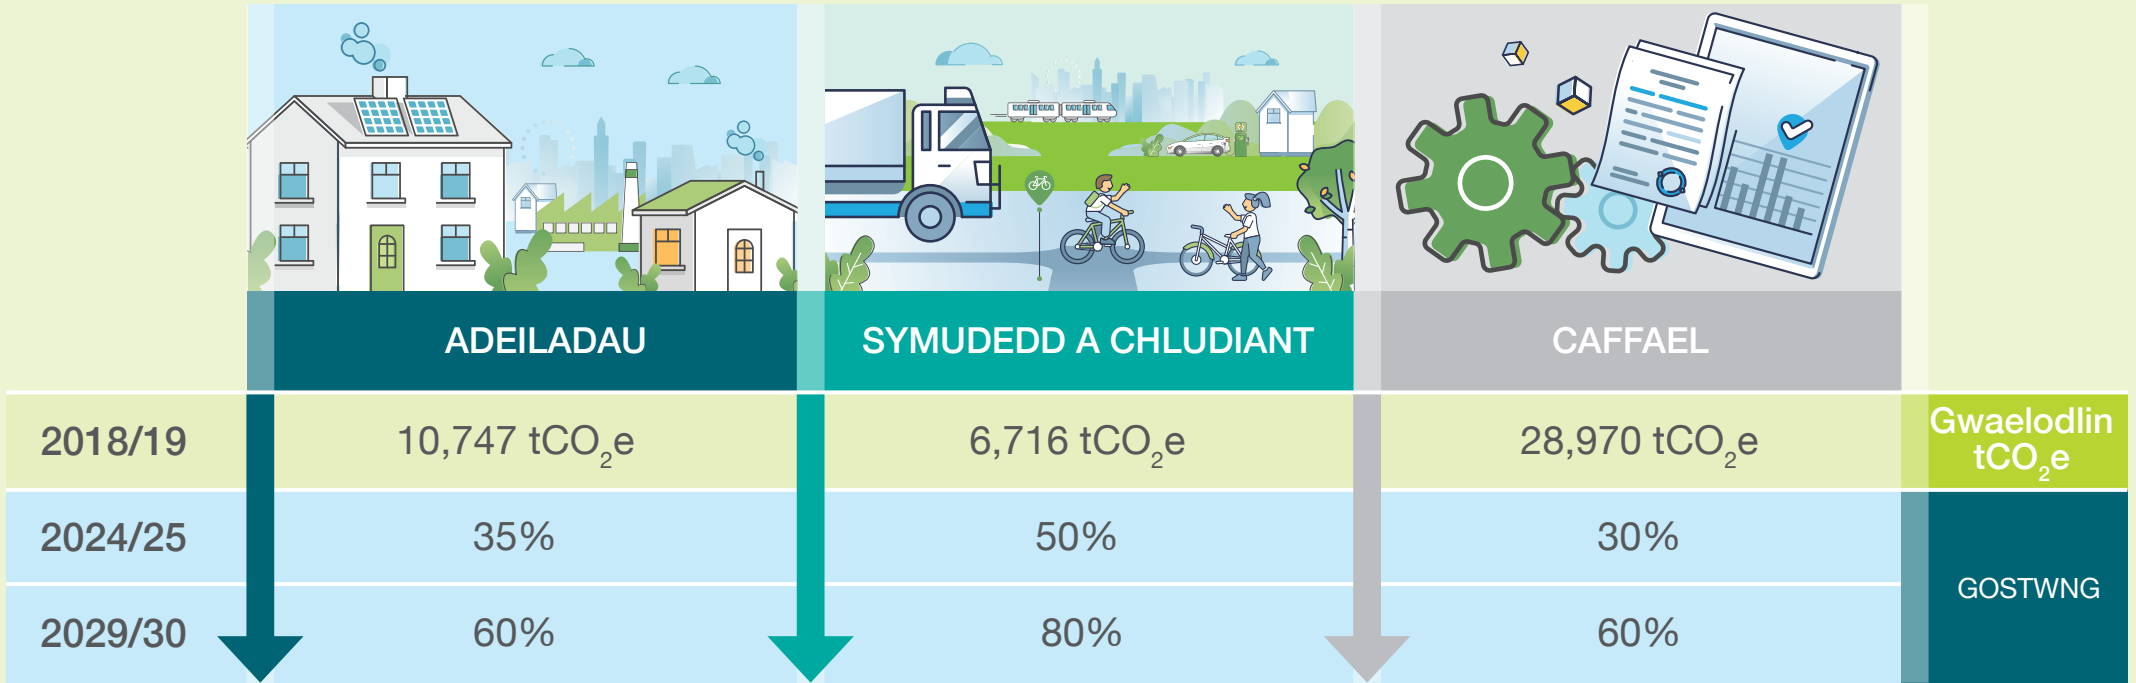 ADEILADAU
SYMUDEDD A CHLUDIANT
CAFFAEL
2018/19
10,747 tCO₂e
6,716 tCO₂e
28,970 tCO₂e
Gwaelodlin
tCO₂e
2024/25
35%
50%
30%
GOSTWNG
2029/30
60%
80%
60%